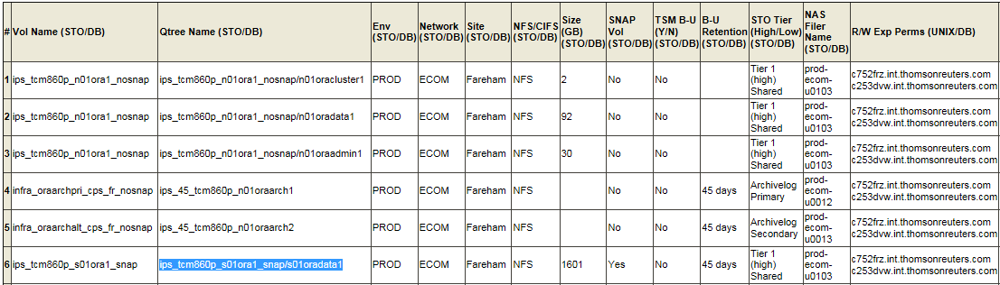 # Vol Name (STO/DB) Qtree Name (STO/DB) Env (STO/DB) Network (STO/DB) Site (STO/DB) NFS/CIFS (STO/DB) Size (GB) (STO/DB) SNAP Vol (STO/DB) TSM B-U (Y/N) (STO/DB) B-U Retention (STO/DB) STO Tier (High/Low) (STO/DB) NAS Filer Name (STO/DB) R/W Exp Perms (UNIX/DB)
1 ips_tcm860p_n01ora1_nosnap ips_tcm860p_n01ora1_nosnap/n01oracluster1 PROD ECOM Fareham NFS 2 No No Tier 1 (high) Shared prod-ecom-u0103 c752frz.int.thomsonreuters.com c253dvw.int.thomsonreuters.com
2 ips_tcm860p_n01ora1_nosnap ips_tcm860p_n01ora1_nosnap/n01oradata1 PROD ECOM Fareham NFS 92 No No Tier 1 (high) Shared prod-ecom-u0103 c752frz.int.thomsonreuters.com c253dvw.int.thomsonreuters.com
3 ips_tcm860p_n01ora1_nosnap ips_tcm860p_n01ora1_nosnap/n01oraadmin1 PROD ECOM Fareham NFS 30 No No Tier 1 (high) Shared prod-ecom-u0103 c752frz.int.thomsonreuters.com c253dvw.int.thomsonreuters.com
4 infra_oraarchpri_cps_fr_nosnap ips_45_tcm860p_n01oraarch1 PROD ECOM Fareham NFS No No 45 days Archivelog Primary prod-ecom-u0012 c752frz.int.thomsonreuters.com c253dvw.int.thomsonreuters.com
5 infra_oraarchalt_cps_fr_nosnap ips_45_tcm860p_n01oraarch2 PROD ECOM Fareham NFS No No 45 days Archivelog Secondary prod-ecom-u0013 c752frz.int.thomsonreuters.com c253dvw.int.thomsonreuters.com
6 ips_tcm860p_s01ora1_snap ips_tcm860p_s01ora1_snap/s01oradata1 PROD ECOM Fareham NFS 1601 Yes No 45 days Tier 1 (high) Shared prod-ecom-u0103 c752frz.int.thomsonreuters.com c253dvw.int.thomsonreuters.com